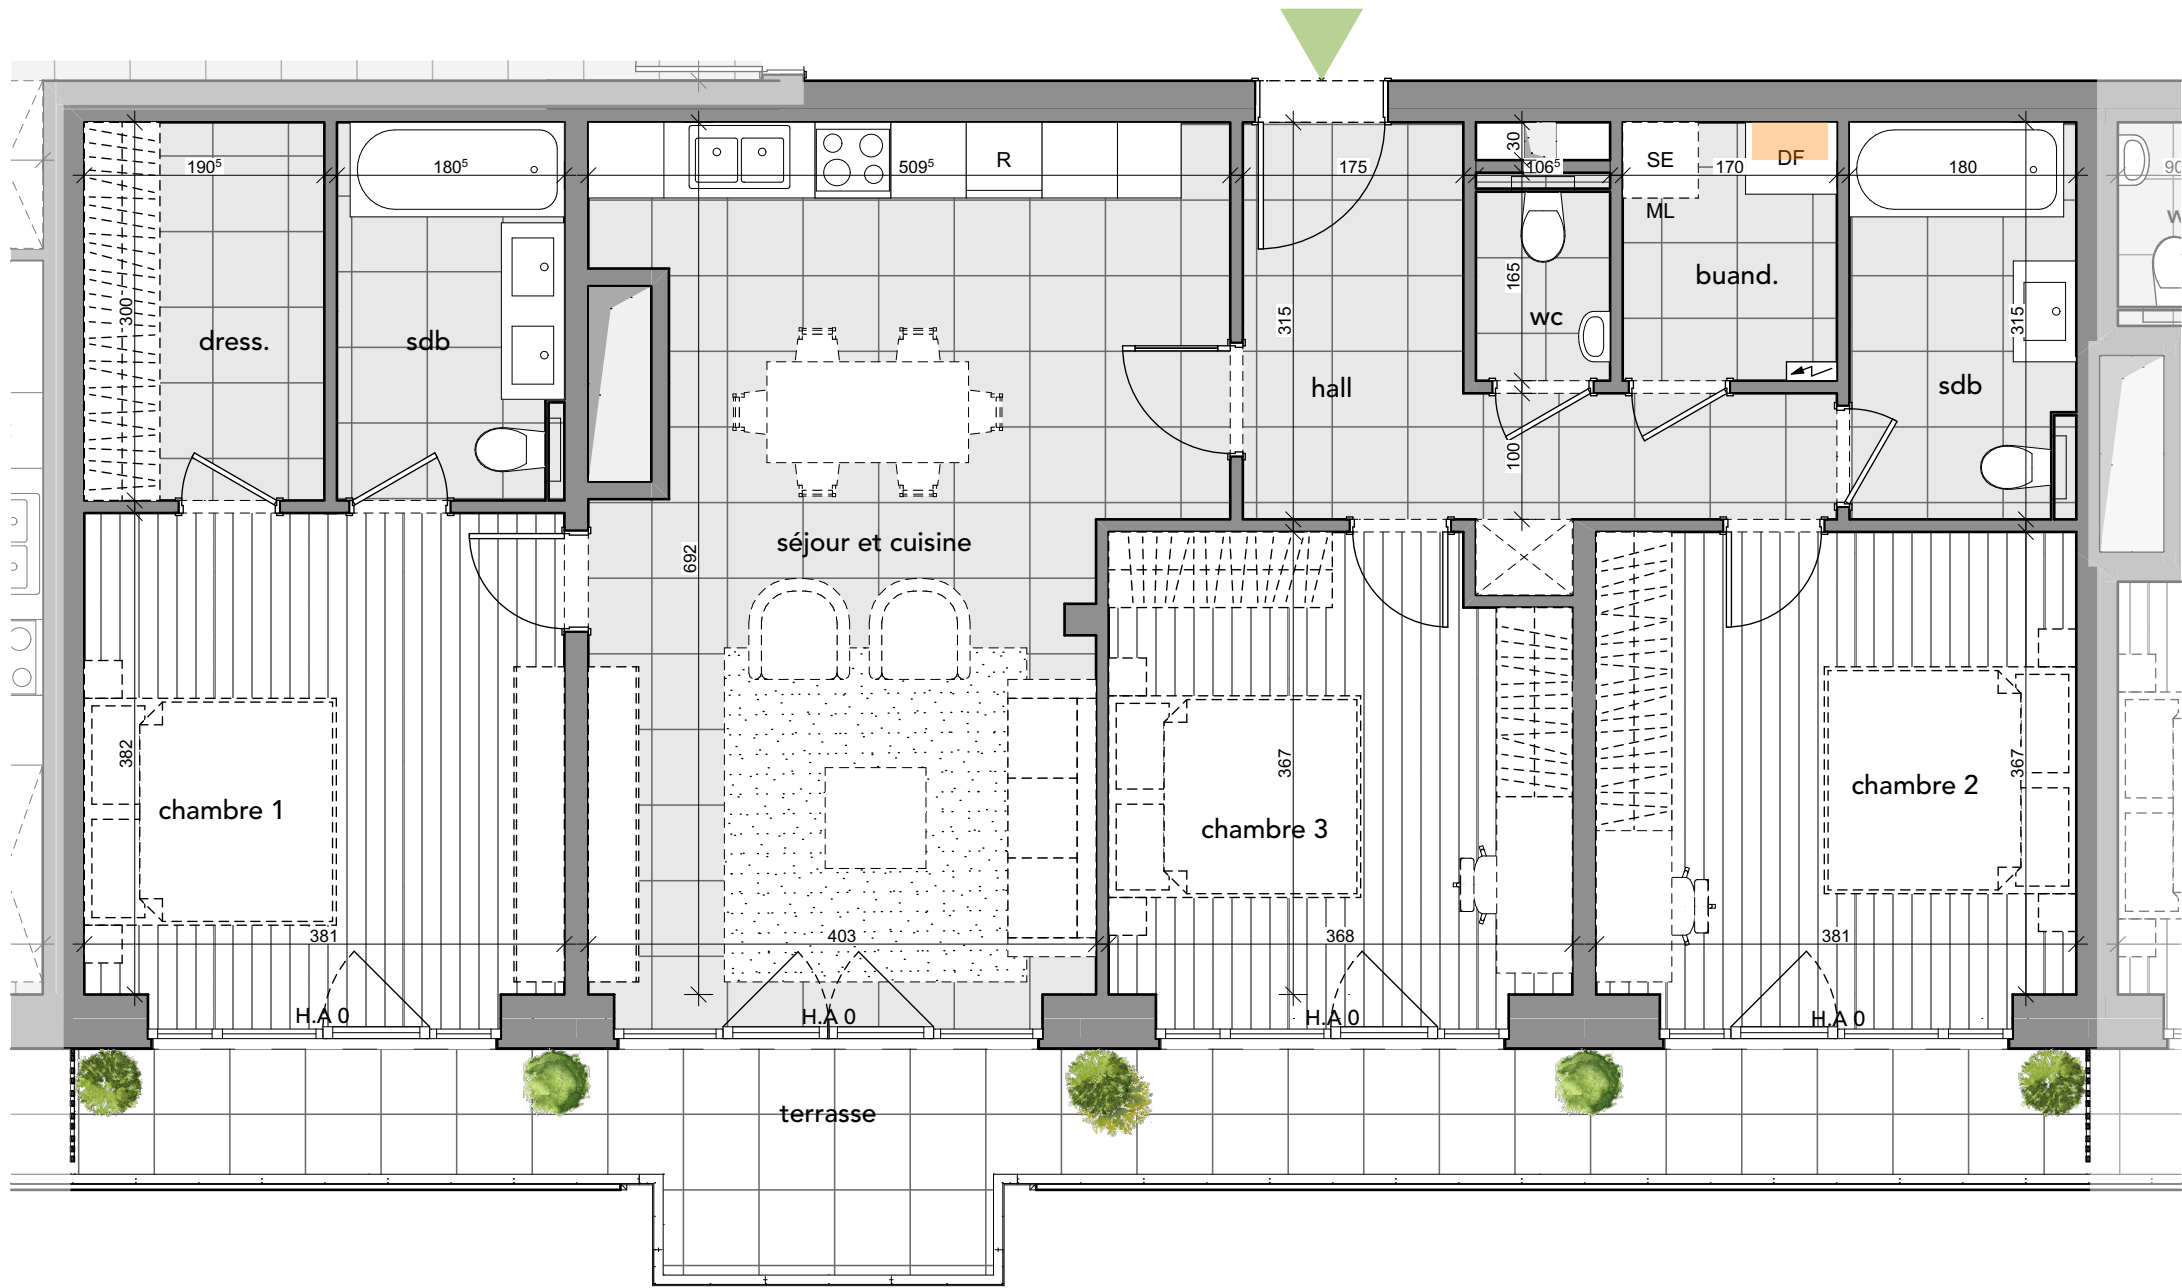 190⁵
180⁵
509⁵
R
175
30
106⁵
SE
170
DF
180
90
ML
165
buand.
300
dress.
sdb
wc
315
315
hall
sdb
100
séjour et cuisine
692
382
367
367
chambre 1
chambre 3
chambre 2
381
403
368
381
H.A 0
H.A 0
H.A 0
H.A 0
terrasse